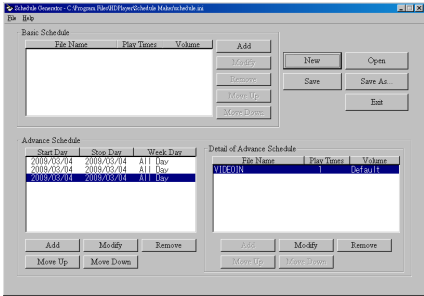 Schedule Generator - C:\Program Files\HDPlayer\Schedule Maker\schedule.ini
File Help
Basic Schedule
File Name Play Times Volume
Add
Modify
Remove
Move Up
Move Down
New Open
Save Save As...
Exit
Advance Schedule
Start Day Stop Day Week Day
2009/03/04 2009/03/04 All Day
2009/03/04 2009/03/04 All Day
2009/03/04 2009/03/04 All Day
Add Modify Remove
Move Up Move Down
Detail of Advance Schedule
File Name Play Times Volume
VIDEOIN 1 Default
Add Modify Remove
Move Up Move Down